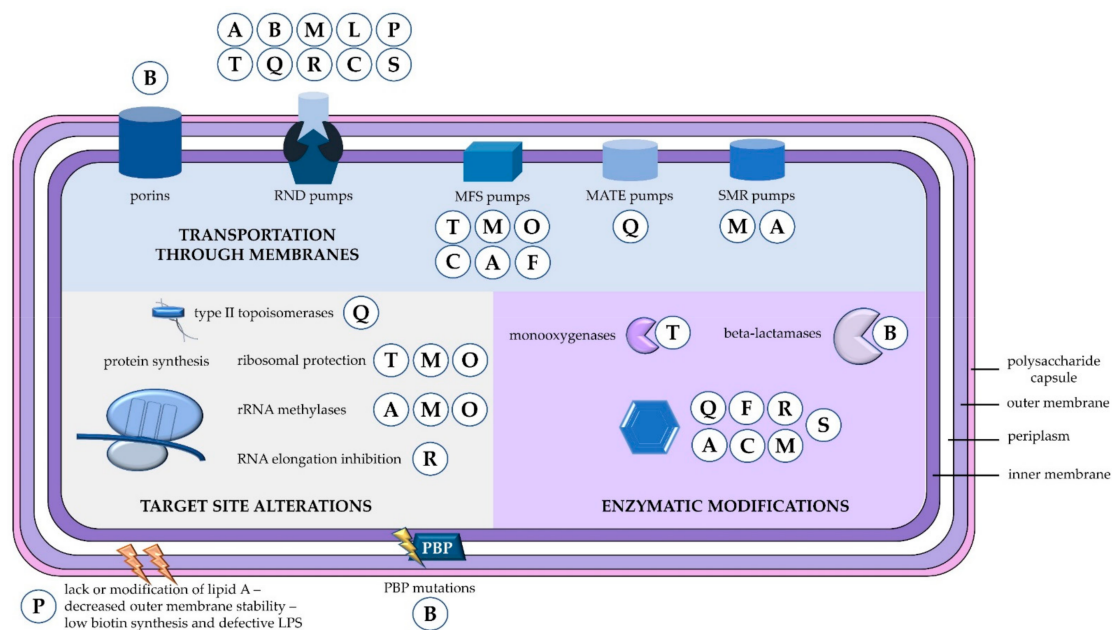 A B M L P
T Q R C S
B
porins
RND pumps
MFS pumps
MATE pumps
SMR pumps
T M O
C A F
Q
M A
TRANSPORTATION
THROUGH MEMBRANES
type II topoisomerases Q
protein synthesis
ribosomal protection T M O
rRNA methylases A M O
RNA elongation inhibition R
TARGET SITE ALTERATIONS
monooxygenases T
beta-lactamases B
Q F R S
A C M
ENZYMATIC MODIFICATIONS
polysaccharide
capsule
outer membrane
periplasm
inner membrane
P
lack or modification of lipid A –
decreased outer membrane stability –
low biotin synthesis and defective LPS
PBP
PBP mutations
B